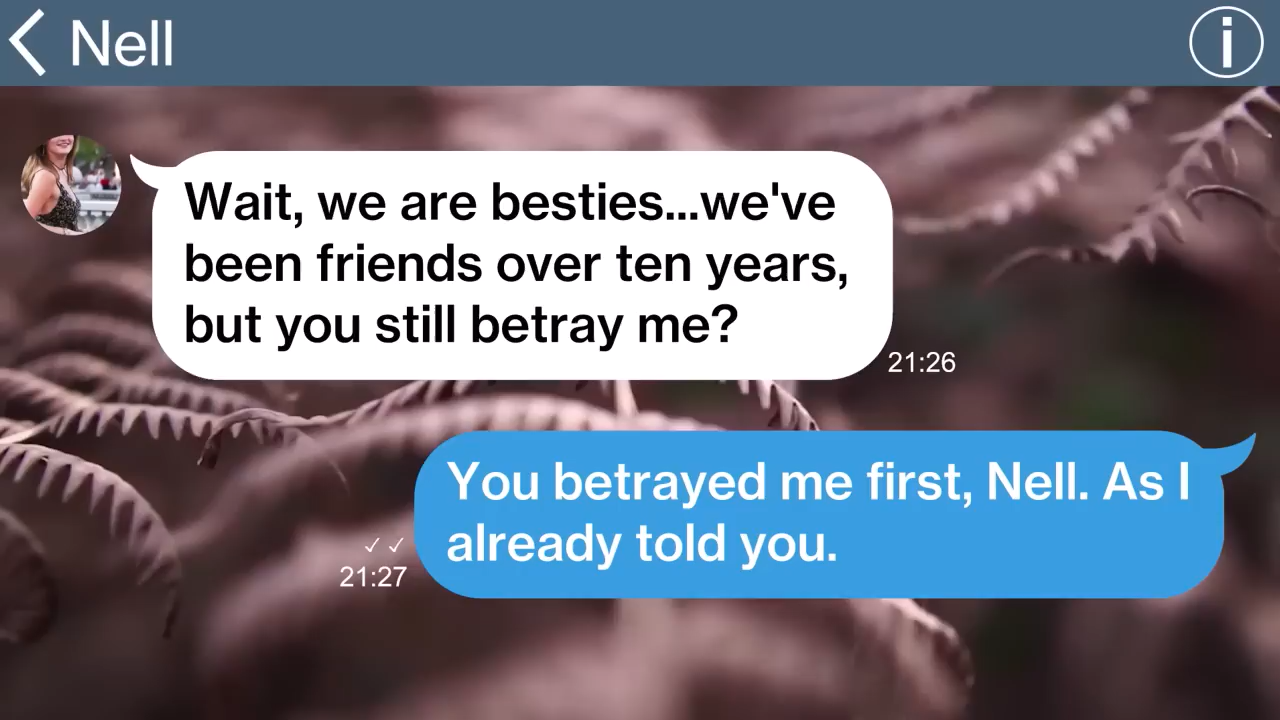 Nell
Wait, we are besties...we've
been friends over ten years,
but you still betray me?
21:26
You betrayed me first, Nell. As I
already told you.
21:27